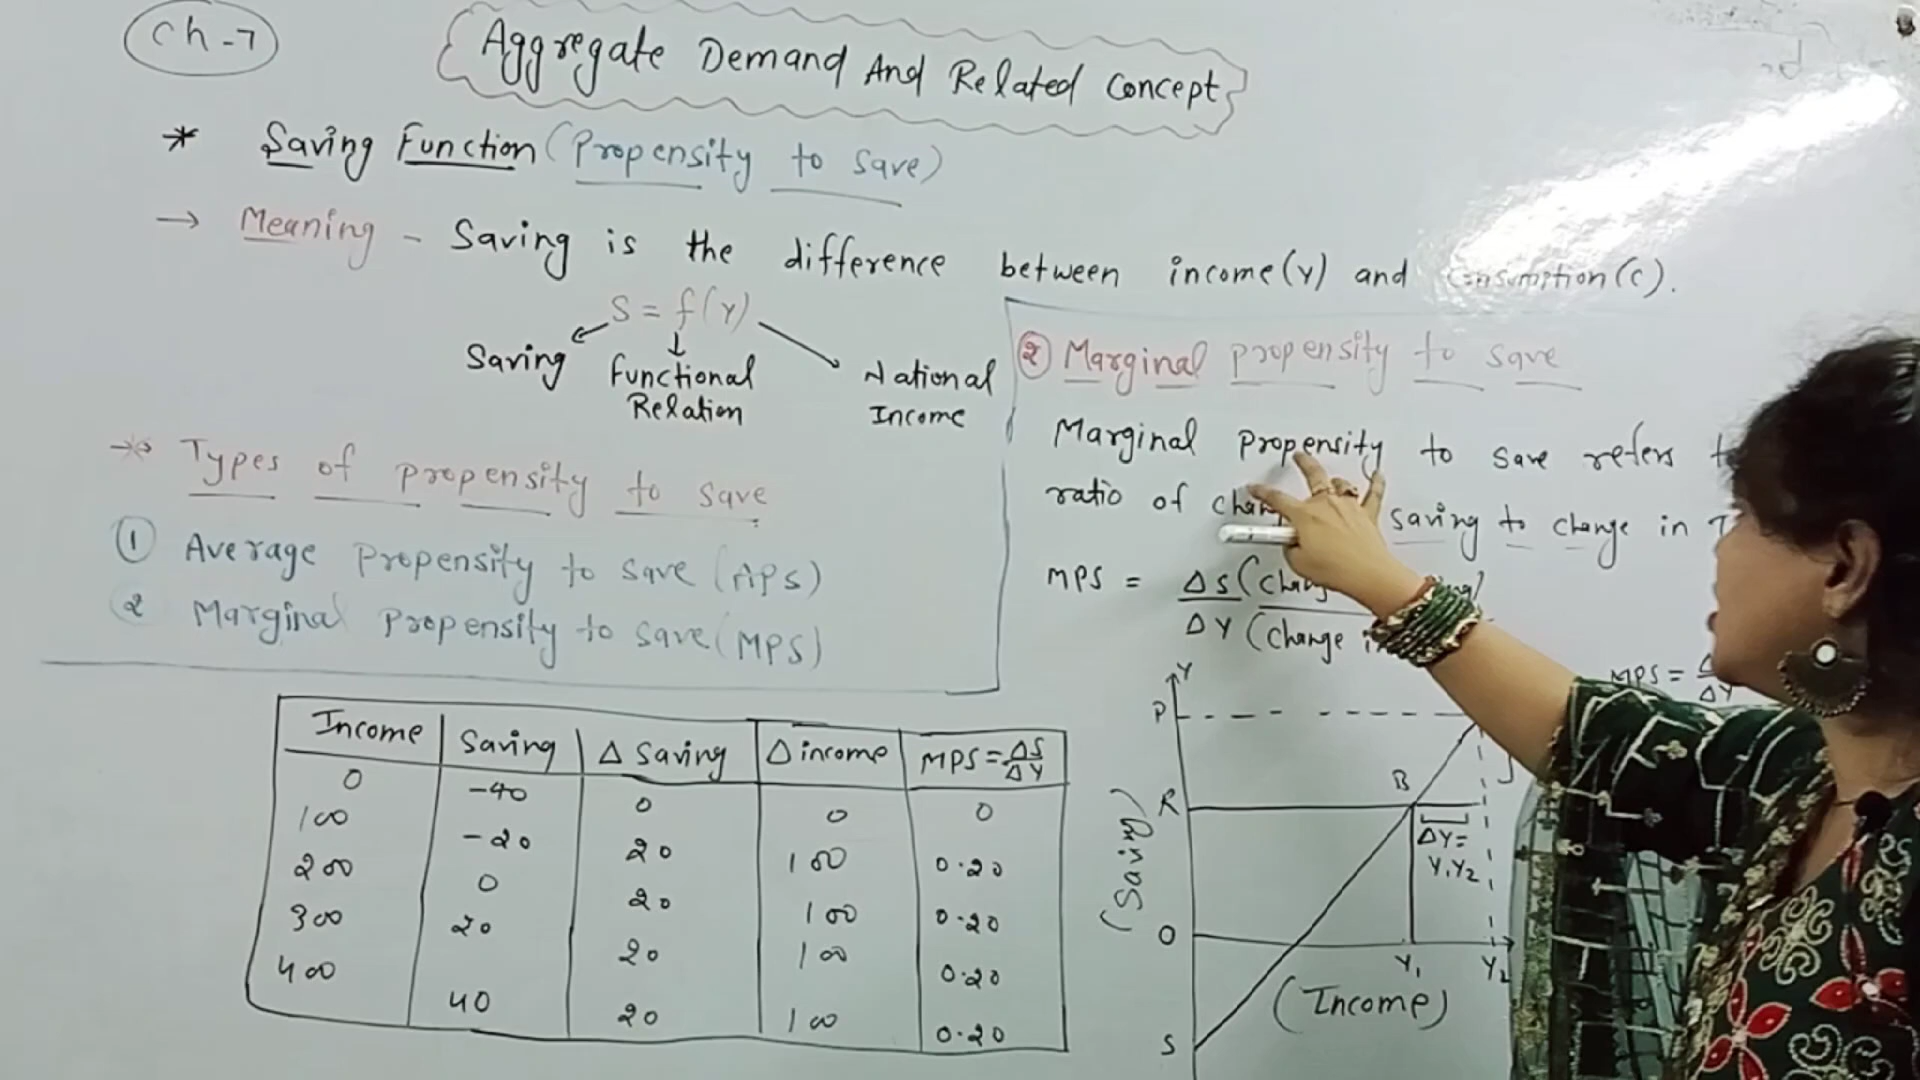 Ch-7
Aggregate Demand And Related Concept
* Saving Function (Propensity to save)
→ Meaning - Saving is the difference between income(Y) and Consumption(C).
S = f(Y)
Saving
Functional
Relation
National
Income
* Types of propensity to save
① Average Propensity to save (APS)
② Marginal Propensity to save (MPS)
② Marginal propensity to save
Marginal propensity to save refers
ratio of saving to change in
MPS = ΔS (
ΔY (change
MPS =
ΔY
Income | Saving | Δ Saving | Δ income | MPS = ΔS/ΔY
0 | -40 | 0 | 0 | 0
100 | -20 | 20 | 100 | 0.20
200 | 0 | 20 | 100 | 0.20
300 | 20 | 20 | 100 | 0.20
400 | 40 | 20 | 100 | 0.20
Y
P
R
B
ΔY=
Y1Y2
(Saving)
O
Y1
Y2
(Income)
S